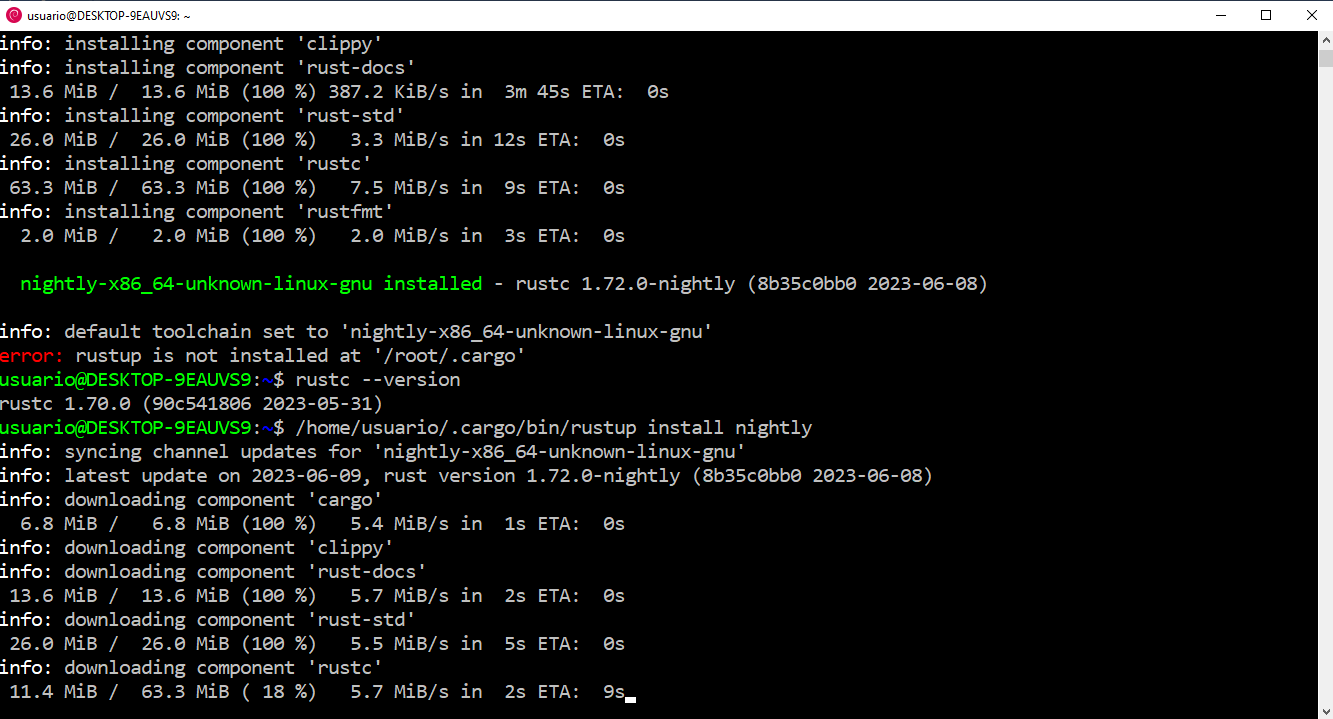 usuario@DESKTOP-9EAUVS9: ~
info: installing component 'clippy'
info: installing component 'rust-docs'
13.6 MiB /  13.6 MiB (100 %) 387.2 KiB/s in  3m 45s ETA:  0s
info: installing component 'rust-std'
26.0 MiB /  26.0 MiB (100 %)   3.3 MiB/s in 12s ETA:  0s
info: installing component 'rustc'
63.3 MiB /  63.3 MiB (100 %)   7.5 MiB/s in  9s ETA:  0s
info: installing component 'rustfmt'
2.0 MiB /   2.0 MiB (100 %)   2.0 MiB/s in  3s ETA:  0s
nightly-x86_64-unknown-linux-gnu installed - rustc 1.72.0-nightly (8b35c0bb0 2023-06-08)
info: default toolchain set to 'nightly-x86_64-unknown-linux-gnu'
error: rustup is not installed at '/root/.cargo'
usuario@DESKTOP-9EAUVS9:~$ rustc --version
rustc 1.70.0 (90c541806 2023-05-31)
usuario@DESKTOP-9EAUVS9:~$ /home/usuario/.cargo/bin/rustup install nightly
info: syncing channel updates for 'nightly-x86_64-unknown-linux-gnu'
info: latest update on 2023-06-09, rust version 1.72.0-nightly (8b35c0bb0 2023-06-08)
info: downloading component 'cargo'
6.8 MiB /   6.8 MiB (100 %)   5.4 MiB/s in  1s ETA:  0s
info: downloading component 'clippy'
info: downloading component 'rust-docs'
13.6 MiB /  13.6 MiB (100 %)   5.7 MiB/s in  2s ETA:  0s
info: downloading component 'rust-std'
26.0 MiB /  26.0 MiB (100 %)   5.5 MiB/s in  5s ETA:  0s
info: downloading component 'rustc'
11.4 MiB /  63.3 MiB ( 18 %)   5.7 MiB/s in  2s ETA:  9s